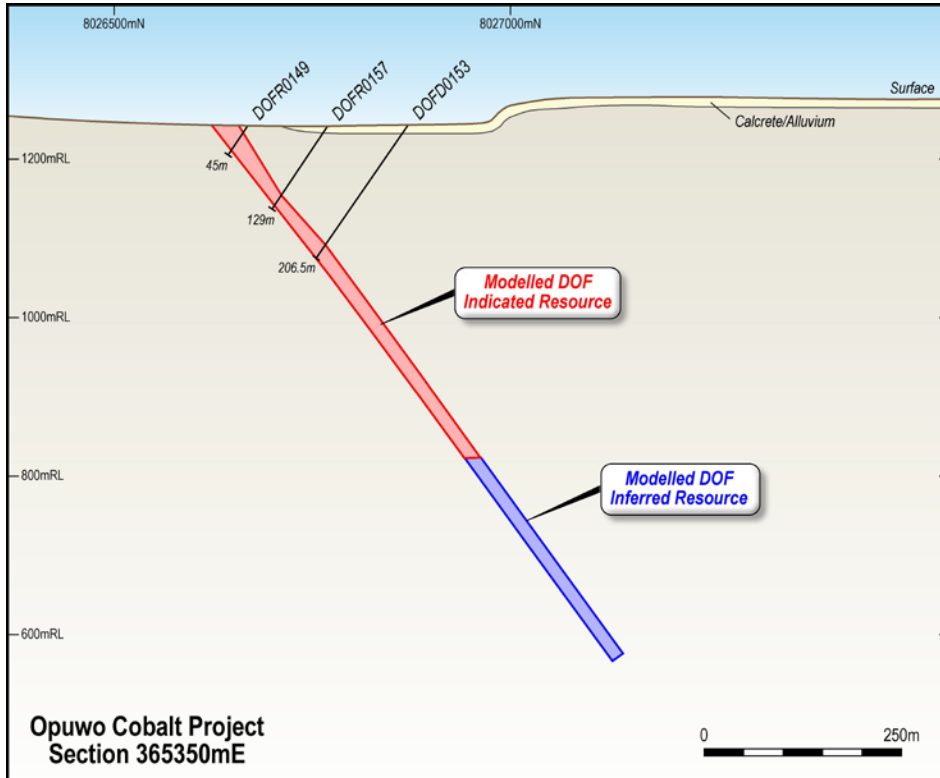 8026500mN
8027000mN
DOFR0149
DOFR0157
DOFD0153
Surface
Calcrete/Alluvium
1200mRL
45m
129m
206.5m
Modelled DOF
Indicated Resource
1000mRL
800mRL
Modelled DOF
Inferred Resource
600mRL
Opuwo Cobalt Project
Section 365350mE
0
250m